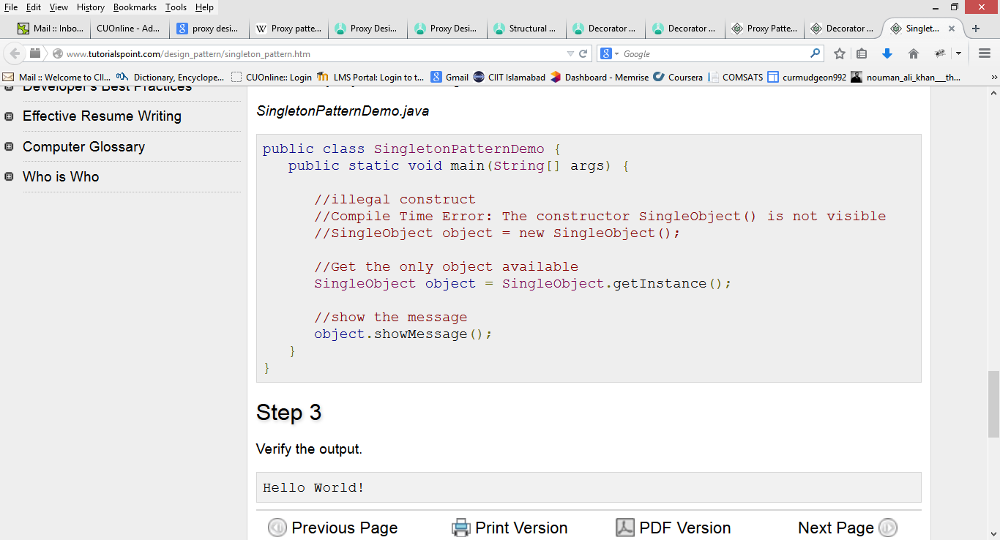 File Edit View History Bookmarks Tools Help
Mail :: Inbo... CUOnline - Ad... proxy desi... Proxy patte... Proxy Desi... Proxy Desi... Structural ... Decorator ... Decorator ... Proxy Patte... Decorator ... Singlet...
www.tutorialspoint.com/design_pattern/singleton_pattern.htm Google
Mail :: Welcome to CII... Dictionary, Encyclope... CUOnline:: Login LMS Portal: Login to t... Gmail CIIT Islamabad Dashboard - Memrise Coursera COMSATS curmudgeon992 nouman_ali_khan___th...
Developer's Best Practices
Effective Resume Writing
Computer Glossary
Who is Who
SingletonPatternDemo.java
public class SingletonPatternDemo {
public static void main(String[] args) {
//illegal construct
//Compile Time Error: The constructor SingleObject() is not visible
//SingleObject object = new SingleObject();
//Get the only object available
SingleObject object = SingleObject.getInstance();
//show the message
object.showMessage();
}
}
Step 3
Verify the output.
Hello World!
Previous Page Print Version PDF Version Next Page